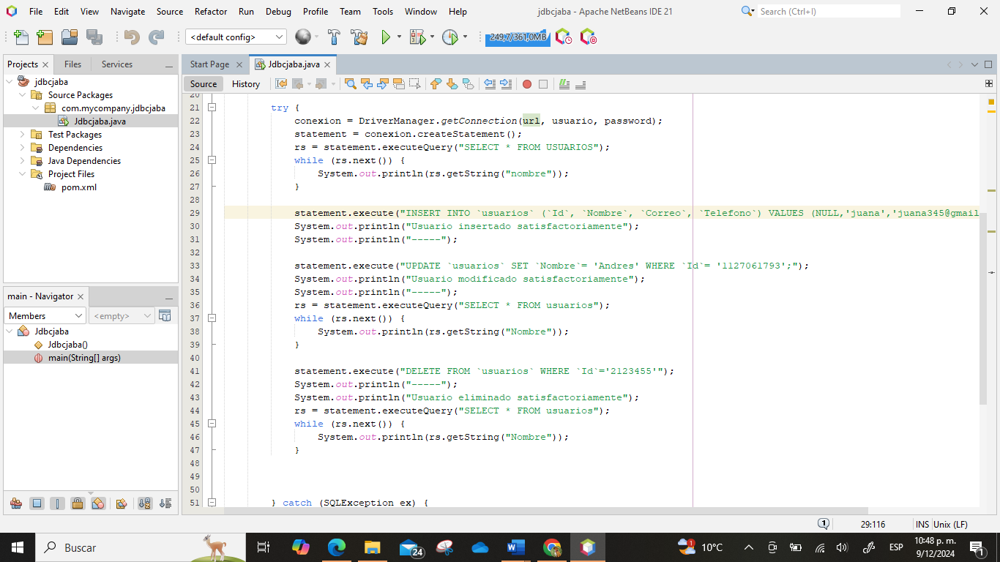 File Edit View Navigate Source Refactor Run Debug Profile Team Tools Window Help
jdbcjaba - Apache NetBeans IDE 21
Search (Ctrl+I)
<default config>
249,7/361,0MB
Projects Files Services
jdbcjaba
Source Packages
com.mycompany.jdbcjaba
Jdbcjaba.java
Test Packages
Dependencies
Java Dependencies
Project Files
pom.xml
main - Navigator
Members <empty>
Jdbcjaba
Jdbcjaba()
main(String[] args)
Start Page Jdbcjaba.java
Source History
20
21 try {
22 conexion = DriverManager.getConnection(url, usuario, password);
23 statement = conexion.createStatement();
24 rs = statement.executeQuery("SELECT * FROM USUARIOS");
25 while (rs.next()) {
26 System.out.println(rs.getString("nombre"));
27 }
28
29 statement.execute("INSERT INTO `usuarios` (`Id`, `Nombre`, `Correo`, `Telefono`) VALUES (NULL,'juana','juana345@gmail
30 System.out.println("Usuario insertado satisfactoriamente");
31 System.out.println("-----");
32
33 statement.execute("UPDATE `usuarios` SET `Nombre`= 'Andres' WHERE `Id`= '1127061793';");
34 System.out.println("Usuario modificado satisfactoriamente");
35 System.out.println("-----");
36 rs = statement.executeQuery("SELECT * FROM usuarios");
37 while (rs.next()) {
38 System.out.println(rs.getString("Nombre"));
39 }
40
41 statement.execute("DELETE FROM `usuarios` WHERE `Id`='2123455'");
42 System.out.println("-----");
43 System.out.println("Usuario eliminado satisfactoriamente");
44 rs = statement.executeQuery("SELECT * FROM usuarios");
45 while (rs.next()) {
46 System.out.println(rs.getString("Nombre"));
47 }
48
49
50
51 } catch (SQLException ex) {
1 29:116 INS Unix (LF)
Buscar
24
1 10°C
ESP
10:48 p. m.
9/12/2024
1